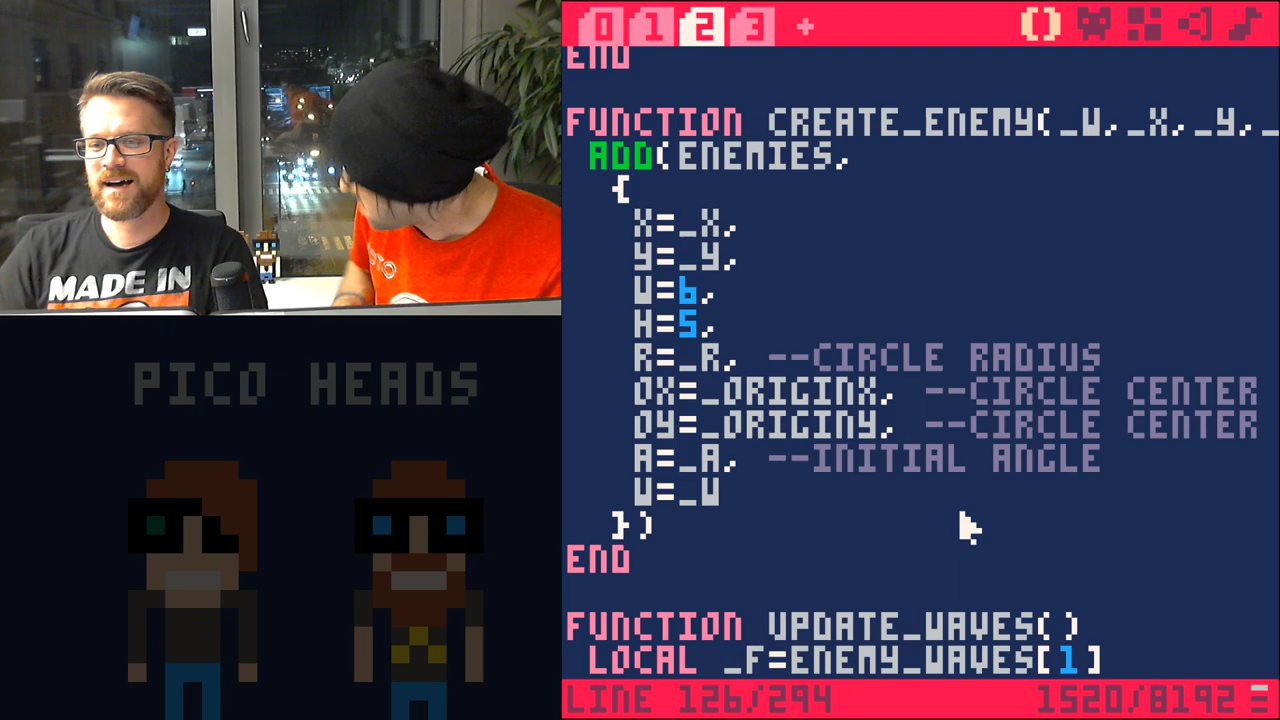 0 1 2 3 +
END
FUNCTION CREATE_ENEMY(_W,_X,_Y,_
ADD(ENEMIES,
{
X=_X,
Y=_Y,
W=6,
H=5,
R=_R, --CIRCLE RADIUS
OX=_ORIGINX, --CIRCLE CENTER
OY=_ORIGINY, --CIRCLE CENTER
A=_A, --INITIAL ANGLE
W=_W
})
END
FUNCTION UPDATE_WAVES()
LOCAL _F=ENEMY_WAVES[1]
LINE 126/294 1520/8192
MADE IN
PICO HEADS